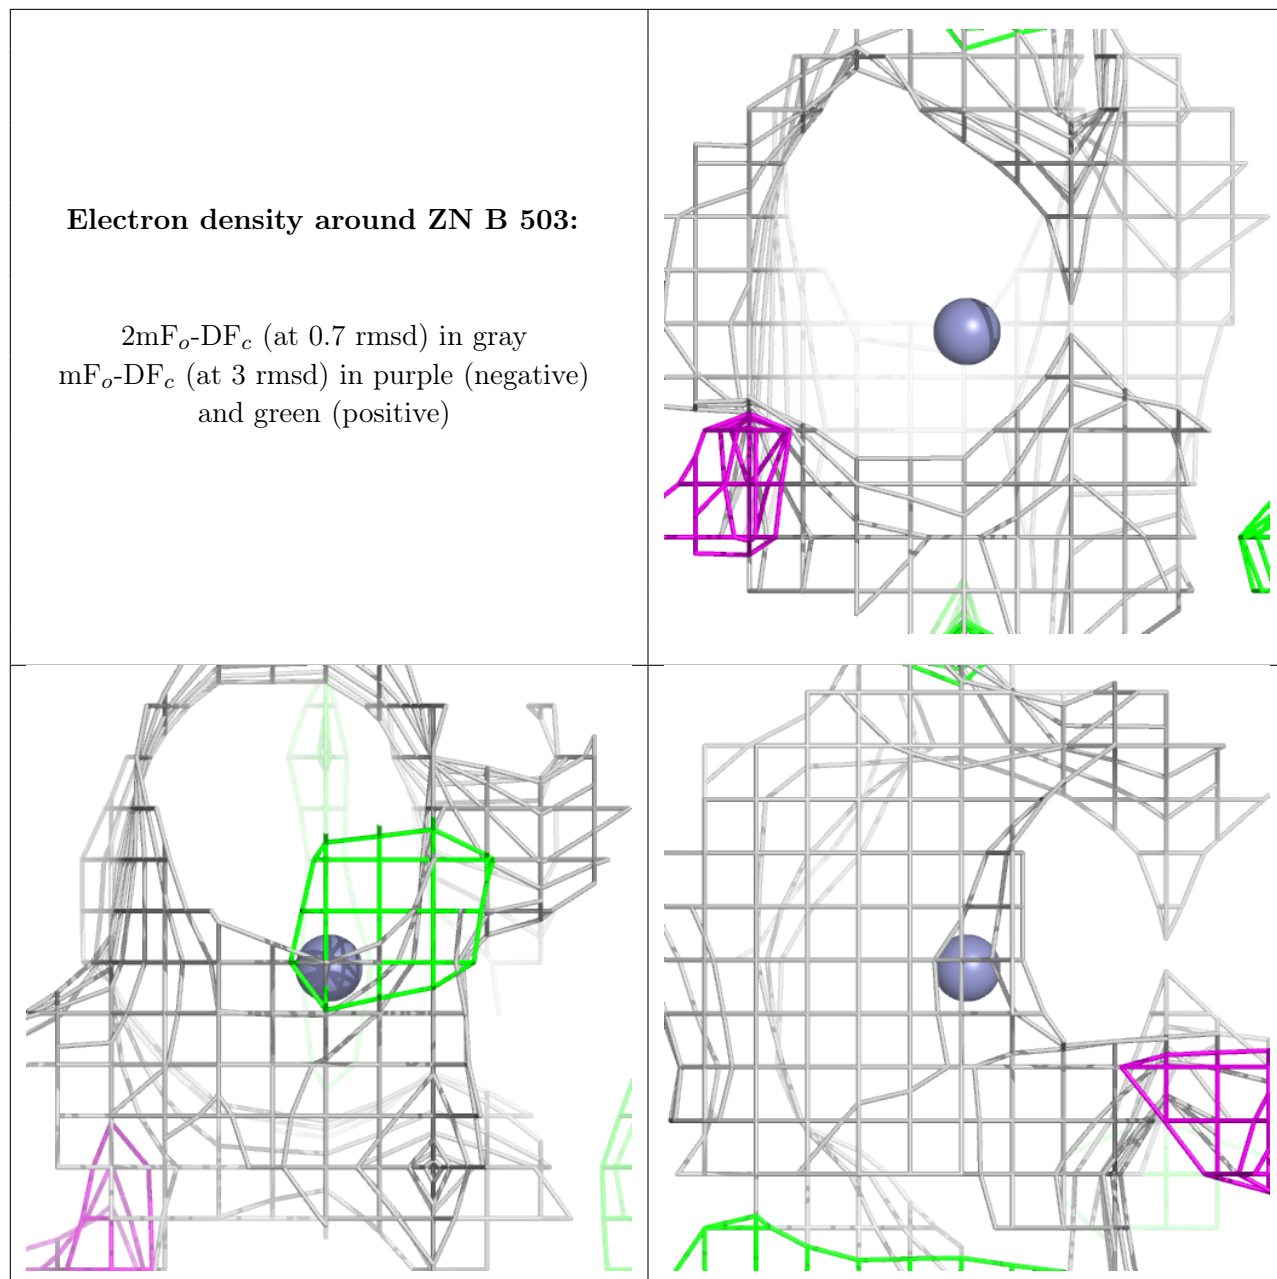 Electron density around ZN B 503:
2mFo-DFc (at 0.7 rmsd) in gray
mFo-DFc (at 3 rmsd) in purple (negative)
and green (positive)